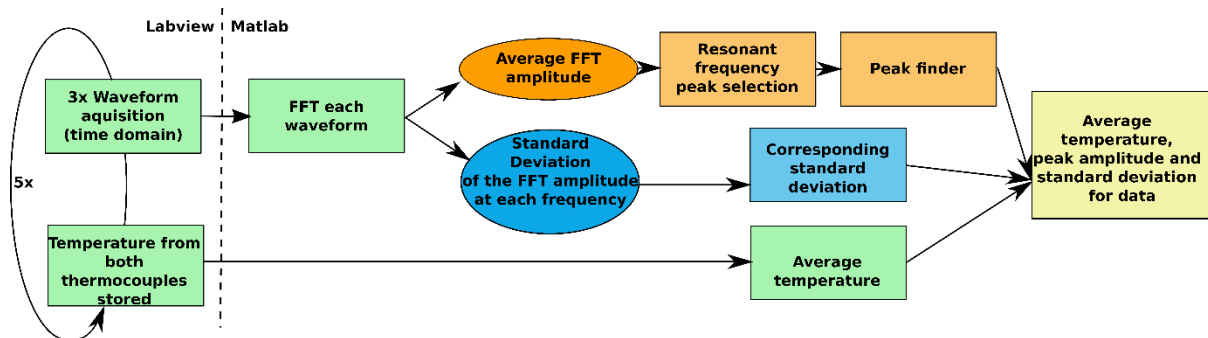 Labview
Matlab
5x
3x Waveform
aquisition
(time domain)
Temperature from
both
thermocouples
stored
FFT each
waveform
Average FFT
amplitude
Resonant
frequency
peak selection
Peak finder
Standard
Deviation
of the FFT amplitude
at each frequency
Corresponding
standard
deviation
Average
temperature
Average
temperature,
peak amplitude and
standard deviation
for data